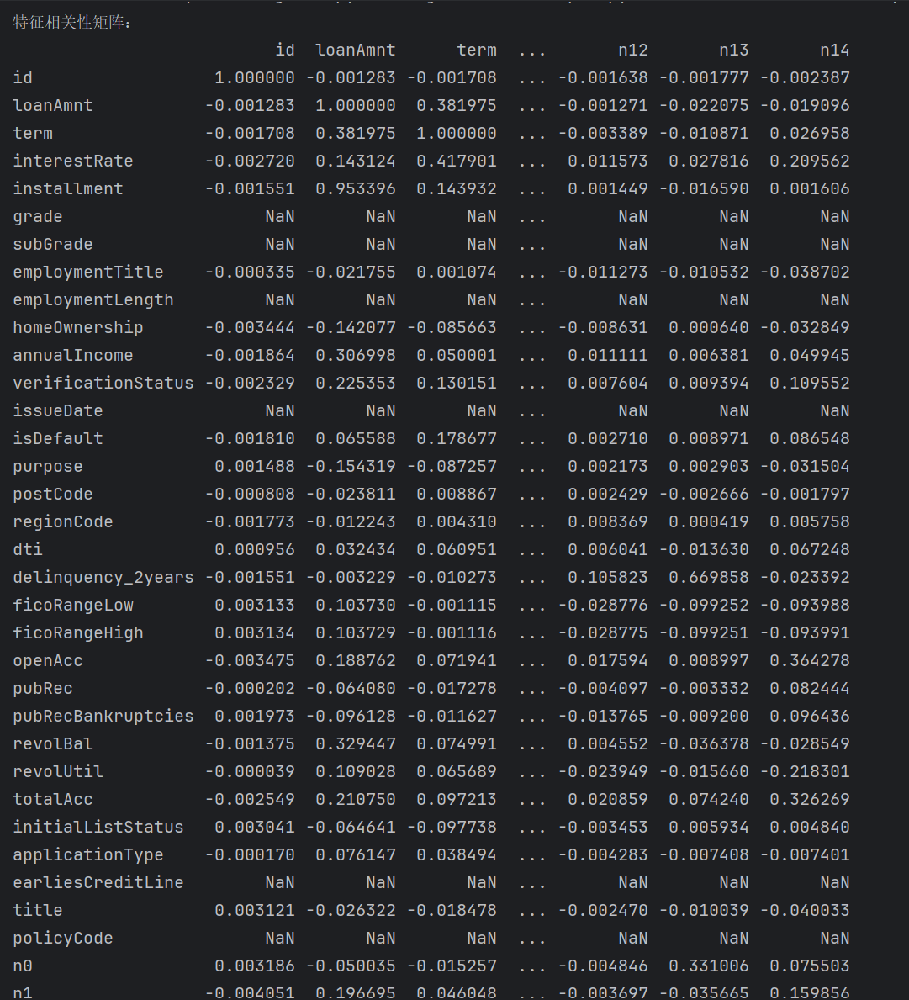 特征相关性矩阵:
id loanAmnt term ... n12 n13 n14
id 1.000000 -0.001283 -0.001708 ... -0.001638 -0.001777 -0.002387
loanAmnt -0.001283 1.000000 0.381975 ... -0.001271 -0.022075 -0.019096
term -0.001708 0.381975 1.000000 ... -0.003389 -0.010871 0.026958
interestRate -0.002720 0.143124 0.417901 ... 0.011573 0.027816 0.209562
installment -0.001551 0.953396 0.143932 ... 0.001449 -0.016590 0.001606
grade NaN NaN NaN ... NaN NaN NaN
subGrade NaN NaN NaN ... NaN NaN NaN
employmentTitle -0.000335 -0.021755 0.001074 ... -0.011273 -0.010532 -0.038702
employmentLength NaN NaN NaN ... NaN NaN NaN
homeOwnership -0.003444 -0.142077 -0.085663 ... -0.008631 0.000640 -0.032849
annualIncome -0.001864 0.306998 0.050001 ... 0.011111 0.006381 0.049945
verificationStatus -0.002329 0.225353 0.130151 ... 0.007604 0.009394 0.109552
issueDate NaN NaN NaN ... NaN NaN NaN
isDefault -0.001810 0.065588 0.178677 ... 0.002710 0.008971 0.086548
purpose 0.001488 -0.154319 -0.087257 ... 0.002173 0.002903 -0.031504
postCode -0.000808 -0.023811 0.008867 ... 0.002429 -0.002666 -0.001797
regionCode -0.001773 -0.012243 0.004310 ... 0.008369 0.000419 0.005758
dti 0.000956 0.032434 0.060951 ... 0.006041 -0.013630 0.067248
delinquency_2years -0.001551 -0.003229 -0.010273 ... 0.105823 0.669858 -0.023392
ficoRangeLow 0.003133 0.103730 -0.001115 ... -0.028776 -0.099252 -0.093988
ficoRangeHigh 0.003134 0.103729 -0.001116 ... -0.028775 -0.099251 -0.093991
openAcc -0.003475 0.188762 0.071941 ... 0.017594 0.008997 0.364278
pubRec -0.000202 -0.064080 -0.017278 ... -0.004097 -0.003332 0.082444
pubRecBankruptcies 0.001973 -0.096128 -0.011627 ... -0.013765 -0.009200 0.096436
revolBal -0.001375 0.329447 0.074991 ... 0.004552 -0.036378 -0.028549
revolUtil -0.000039 0.109028 0.065689 ... -0.023949 -0.015660 -0.218301
totalAcc -0.002549 0.210750 0.097213 ... 0.020859 0.074240 0.326269
initialListStatus 0.003041 -0.064641 -0.097738 ... -0.003453 0.005934 0.004840
applicationType -0.000170 0.076147 0.038494 ... -0.004283 -0.007408 -0.007401
earliesCreditLine NaN NaN NaN ... NaN NaN NaN
title 0.003121 -0.026322 -0.018478 ... -0.002470 -0.010039 -0.040033
policyCode NaN NaN NaN ... NaN NaN NaN
n0 0.003186 -0.050035 -0.015257 ... -0.004846 0.331006 0.075503
n1 -0.004051 0.196695 0.046048 ... -0.003697 -0.035665 0.159856